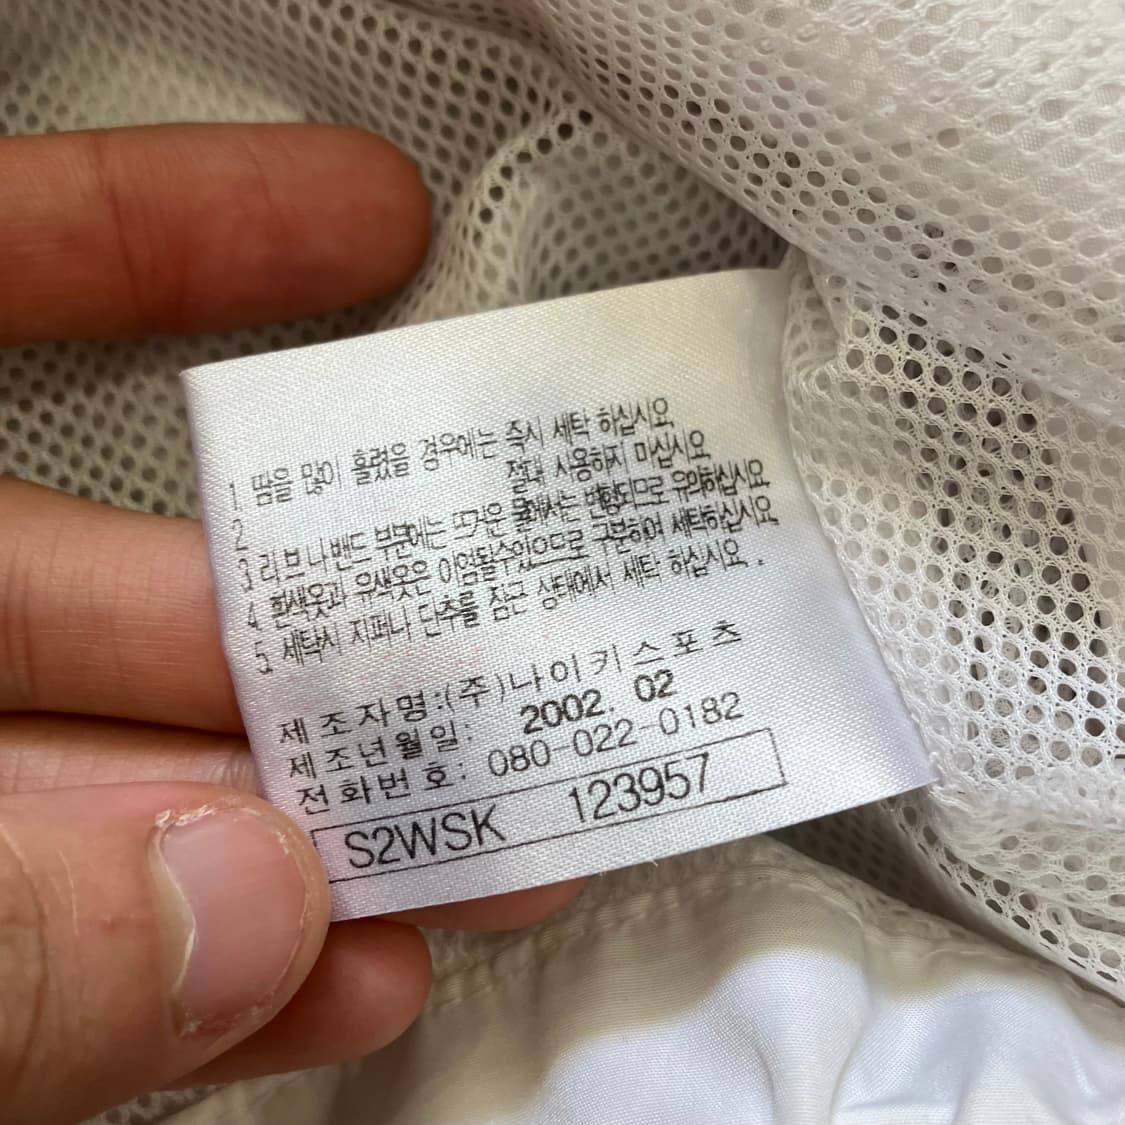 1 땀을 많이 흘렸을 경우에는 즉시 세탁 하십시요
2 절대 사용하지 마십시요
3 리브나 밴드 부분에는 뜨거운 물에서는 변형되므로 유의하십시요
4 흰색옷과 유색옷은 이염될수있으므로 구분하여 세탁하십시요
5. 세탁시 지퍼나 단추를 잠근 상태에서 세탁 하십시요 .
제조자명:(주)나이키스포츠
제조년월일: 2002. 02
전화번호: 080-022-0182
S2WSK 123957